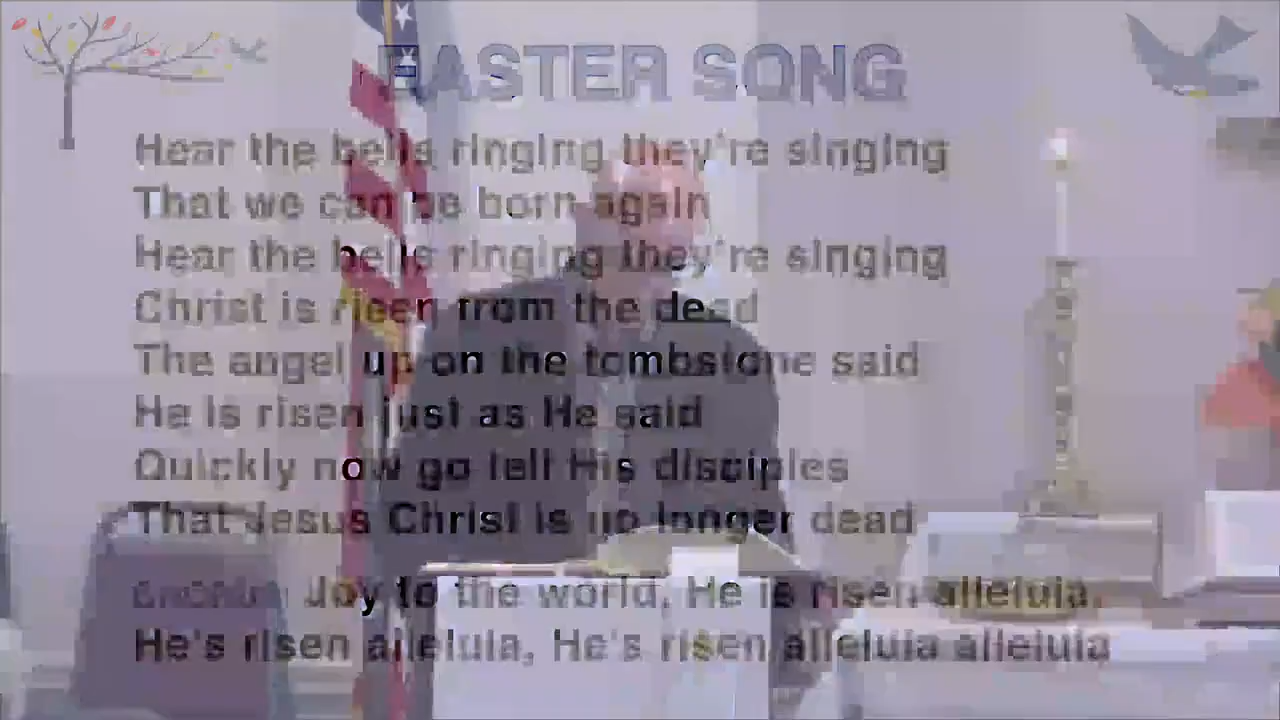 EASTER SONG
Hear the bells ringing they're singing
That we can be born again
Hear the bells ringing they're singing
Christ is risen from the dead
The angel up on the tombstone said
He is risen just as He said
Quickly now go tell His disciples
That Jesus Christ is no longer dead
Joy to the world, He is risen alleluia,
He's risen alleluia, He's risen alleluia alleluia